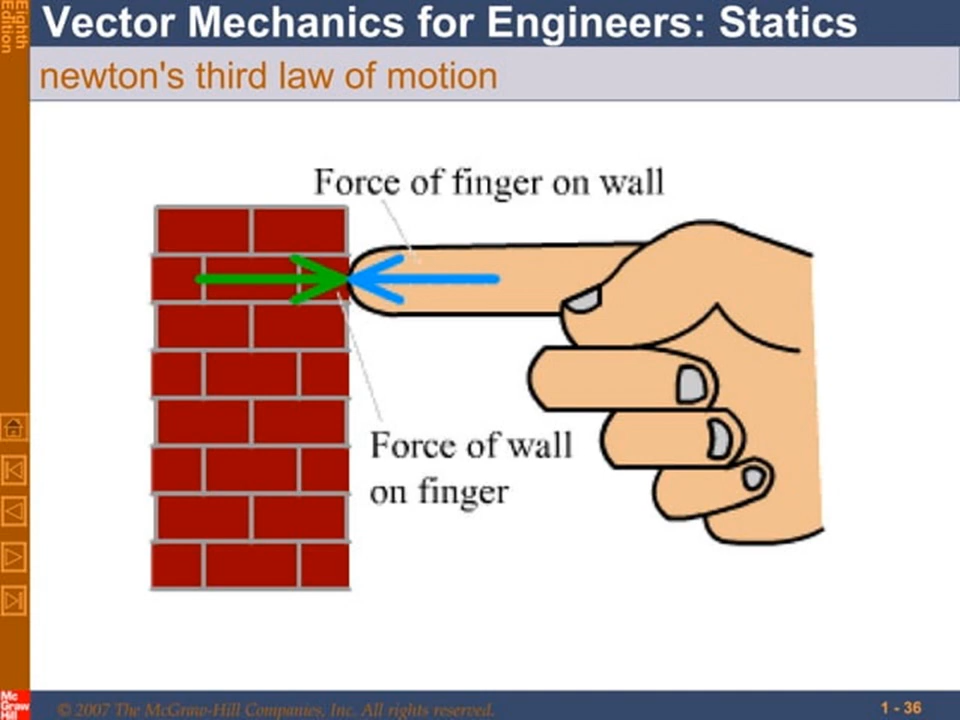 Eighth
Edition
Vector Mechanics for Engineers: Statics
newton's third law of motion
Force of finger on wall
Force of wall
on finger
Mc
Graw
Hill
© 2007 The McGraw-Hill Companies, Inc. All rights reserved.
1 - 36